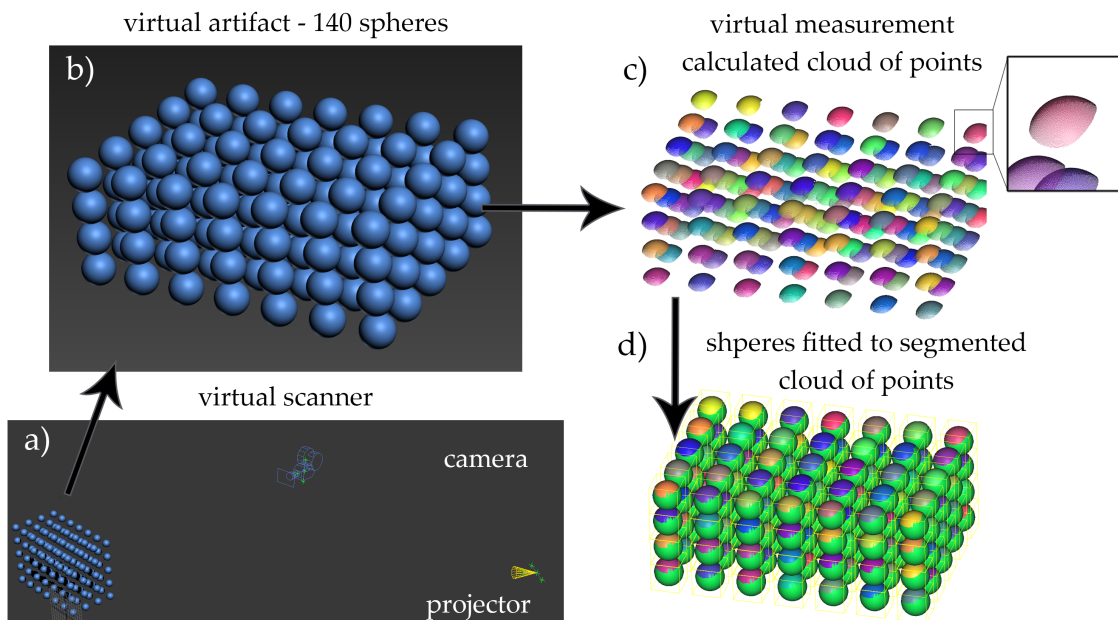 virtual artifact - 140 spheres
b)
virtual measurement
c) calculated cloud of points
d) shperes fitted to segmented
cloud of points
virtual scanner
a)
camera
projector